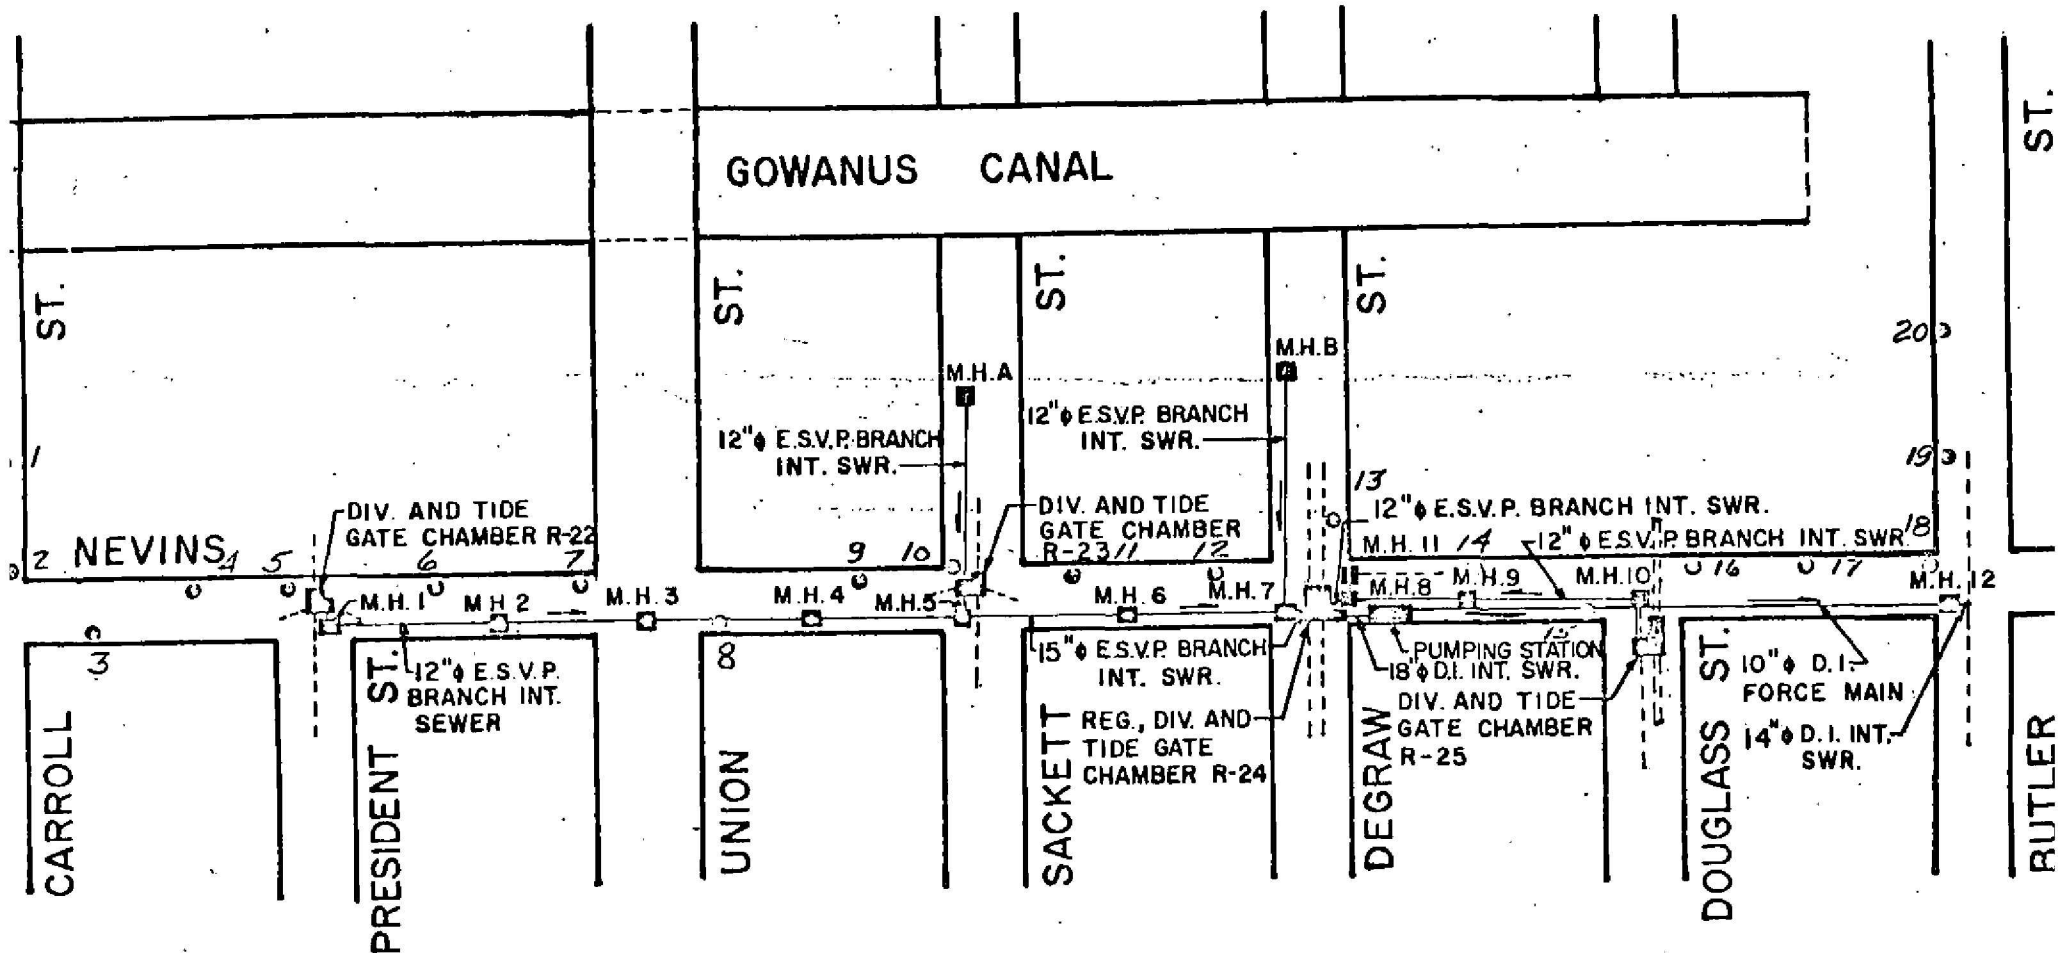 GOWANUS CANAL
ST.
ST.
ST.
ST.
ST.
20
M.H.A
M.H.B
12"φ E.S.V.P. BRANCH
INT. SWR.
12"φ E.S.V.P. BRANCH
INT. SWR.
1
19
13
DIV. AND TIDE
GATE CHAMBER R-22
DIV. AND TIDE
GATE CHAMBER
R-23
12"φ E.S.V.P. BRANCH INT. SWR.
M.H. 11
12"φ E.S.V.P. BRANCH INT. SWR.
2
NEVINS
4
5
6
7
9
10
11
12
14
16
17
18
M.H. 1
M.H 2
M.H. 3
M.H. 4
M.H.5
M.H. 6
M.H. 7
M.H.8
M.H.9
M.H.10
M.H. 12
3
8
15
12"φ E.S.V.P.
BRANCH INT.
SEWER
15"φ E.S.V.P. BRANCH
INT. SWR.
REG., DIV. AND
TIDE GATE
CHAMBER R-24
PUMPING STATION
18"φ D.I. INT. SWR.
DIV. AND TIDE
GATE CHAMBER
R-25
10"φ D.I.
FORCE MAIN
14"φ D.I. INT.
SWR.
CARROLL
PRESIDENT ST.
UNION
SACKETT
DEGRAW
DOUGLASS ST.
BUTLER